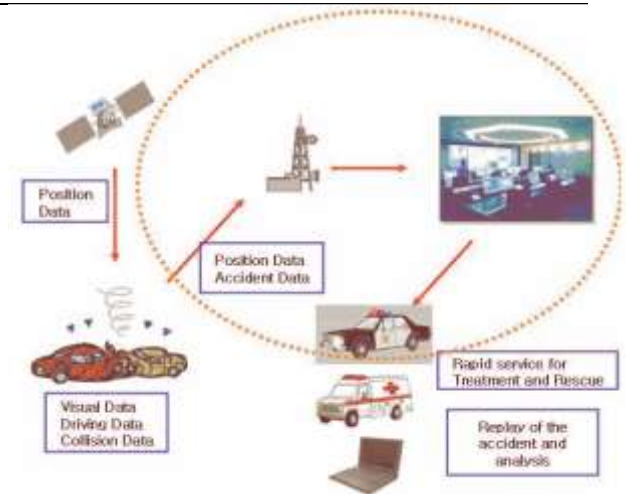 Position
Data
Position Data
Accident Data
Visual Data
Driving Data
Collision Data
Rapid service for
Treatment and Rescue
Replay of the
accident and
analysis